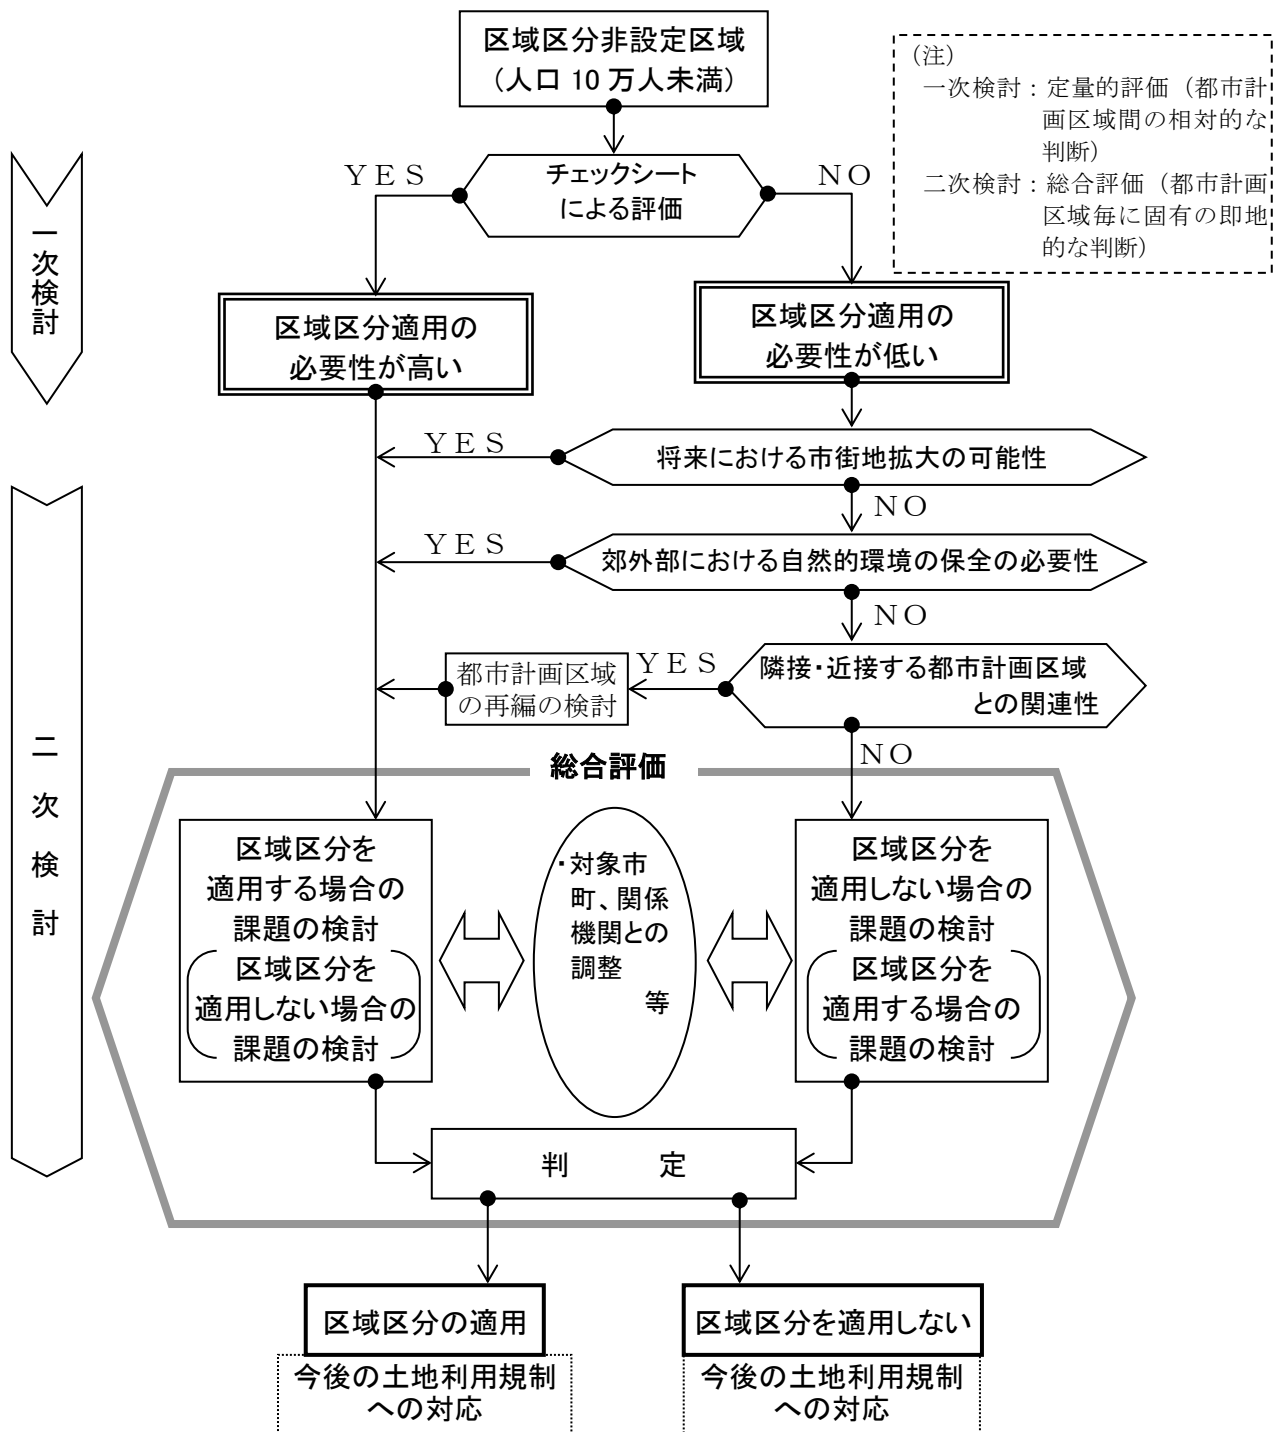 区域区分非設定区域
（人口 10 万人未満）
（注）
一次検討：定量的評価（都市計
画区域間の相対的な
判断）
二次検討：総合評価（都市計画
区域毎に固有の即地
的な判断）
一次検討
チェックシート
による評価
ＹＥＳ
ＮＯ
区域区分適用の
必要性が高い
区域区分適用の
必要性が低い
将来における市街地拡大の可能性
ＹＥＳ
ＮＯ
二次検討
郊外部における自然的環境の保全の必要性
ＹＥＳ
ＮＯ
隣接・近接する都市計画区域
との関連性
ＹＥＳ
都市計画区域
の再編の検討
ＮＯ
総合評価
区域区分を
適用する場合の
課題の検討
区域区分を
適用しない場合の
課題の検討
・対象市
町、関係
機関との
調整
等
区域区分を
適用しない場合の
課題の検討
区域区分を
適用する場合の
課題の検討
判　定
区域区分の適用
今後の土地利用規制
への対応
区域区分を適用しない
今後の土地利用規制
への対応